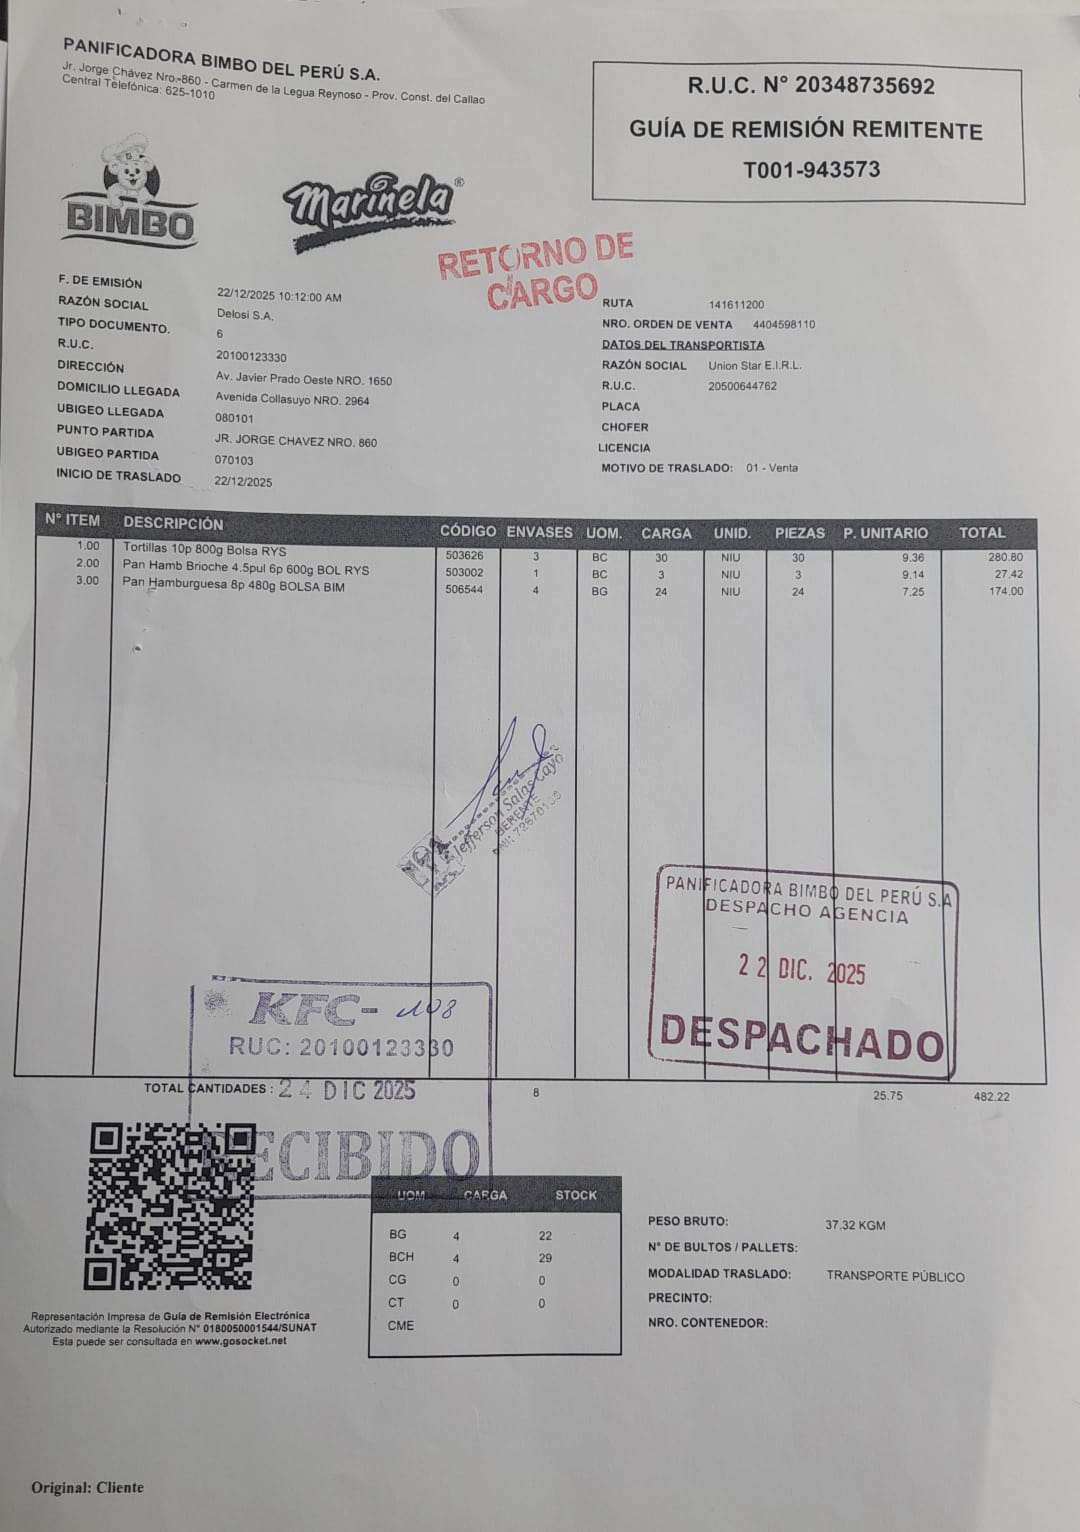 PANIFICADORA BIMBO DEL PERÚ S.A.
Jr. Jorge Chávez Nro.-860 - Carmen de la Legua Reynoso - Prov. Const. del Callao
Central Telefónica: 625-1010
R.U.C. N° 20348735692
GUÍA DE REMISIÓN REMITENTE
T001-943573
BIMBO
Marinela®
RETORNO DE
CARGO
F. DE EMISIÓN 22/12/2025 10:12:00 AM
RAZÓN SOCIAL Delosi S.A.
TIPO DOCUMENTO. 6
R.U.C. 20100123330
DIRECCIÓN Av. Javier Prado Oeste NRO. 1650
DOMICILIO LLEGADA Avenida Collasuyo NRO. 2964
UBIGEO LLEGADA 080101
PUNTO PARTIDA JR. JORGE CHAVEZ NRO. 860
UBIGEO PARTIDA 070103
INICIO DE TRASLADO 22/12/2025
RUTA 141611200
NRO. ORDEN DE VENTA 4404598110
DATOS DEL TRANSPORTISTA
RAZÓN SOCIAL Union Star E.I.R.L.
R.U.C. 20500644762
PLACA
CHOFER
LICENCIA
MOTIVO DE TRASLADO: 01 - Venta
N° ITEM DESCRIPCIÓN CÓDIGO ENVASES UOM. CARGA UNID. PIEZAS P. UNITARIO TOTAL
1.00 Tortillas 10p 800g Bolsa RYS 503626 3 BC 30 NIU 30 9.36 280.80
2.00 Pan Hamb Brioche 4.5pul 6p 600g BOL RYS 503002 1 BC 3 NIU 3 9.14 27.42
3.00 Pan Hamburguesa 8p 480g BOLSA BIM 506544 4 BG 24 NIU 24 7.25 174.00
Jefferson Salas Cayo
GERENTE
DNI:
PANIFICADORA BIMBO DEL PERÚ S.A
DESPACHO AGENCIA
22 DIC. 2025
DESPACHADO
KFC- 108
RUC: 20100123330
24 DIC 2025
RECIBIDO
TOTAL CANTIDADES : 8 25.75 482.22
UOM CARGA STOCK
BG 4 22
BCH 4 29
CG 0 0
CT 0 0
CME
PESO BRUTO: 37.32 KGM
N° DE BULTOS / PALLETS:
MODALIDAD TRASLADO: TRANSPORTE PÚBLICO
PRECINTO:
NRO. CONTENEDOR:
Representación Impresa de Guía de Remisión Electrónica
Autorizado mediante la Resolución N° 0180050001544/SUNAT
Esta puede ser consultada en www.gosocket.net
Original: Cliente